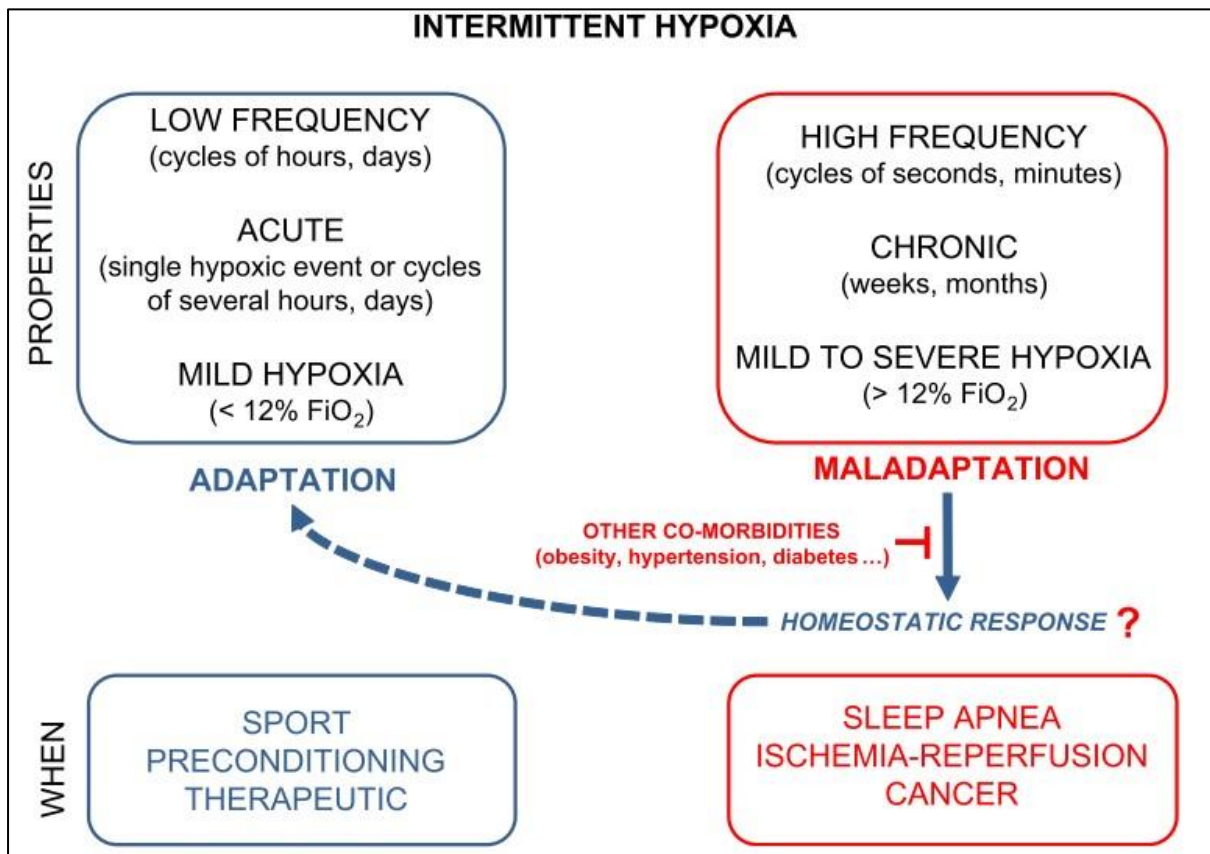 INTERMITTENT HYPOXIA
PROPERTIES
LOW FREQUENCY
(cycles of hours, days)
ACUTE
(single hypoxic event or cycles
of several hours, days)
MILD HYPOXIA
(< 12% FiO₂)
HIGH FREQUENCY
(cycles of seconds, minutes)
CHRONIC
(weeks, months)
MILD TO SEVERE HYPOXIA
(> 12% FiO₂)
ADAPTATION
MALADAPTATION
OTHER CO-MORBIDITIES
(obesity, hypertension, diabetes ...)
HOMEOSTATIC RESPONSE ?
WHEN
SPORT
PRECONDITIONING
THERAPEUTIC
SLEEP APNEA
ISCHEMIA-REPERFUSION
CANCER